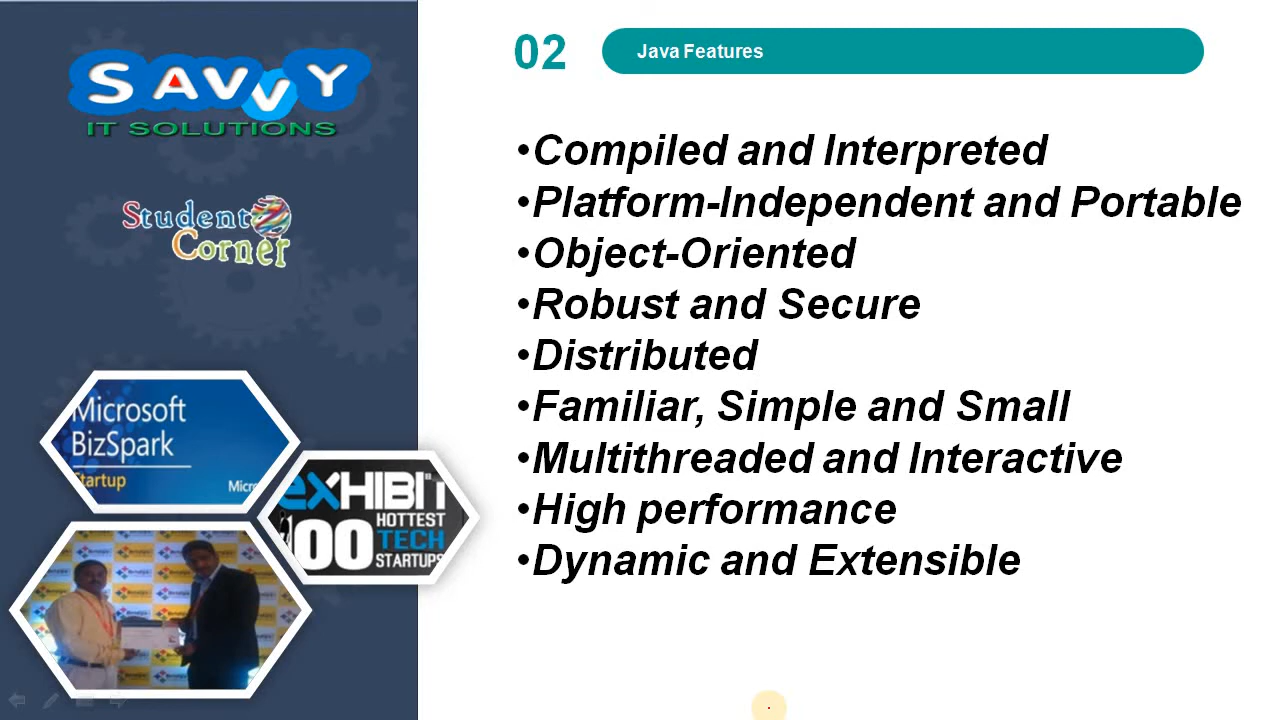 SAVVY
IT SOLUTIONS
Student
Corner
Microsoft
BizSpark
Startup
Micr
EXHIBIT
100
HOTTEST
TECH
STARTUPS
02
Java Features
•Compiled and Interpreted
•Platform-Independent and Portable
•Object-Oriented
•Robust and Secure
•Distributed
•Familiar, Simple and Small
•Multithreaded and Interactive
•High performance
•Dynamic and Extensible